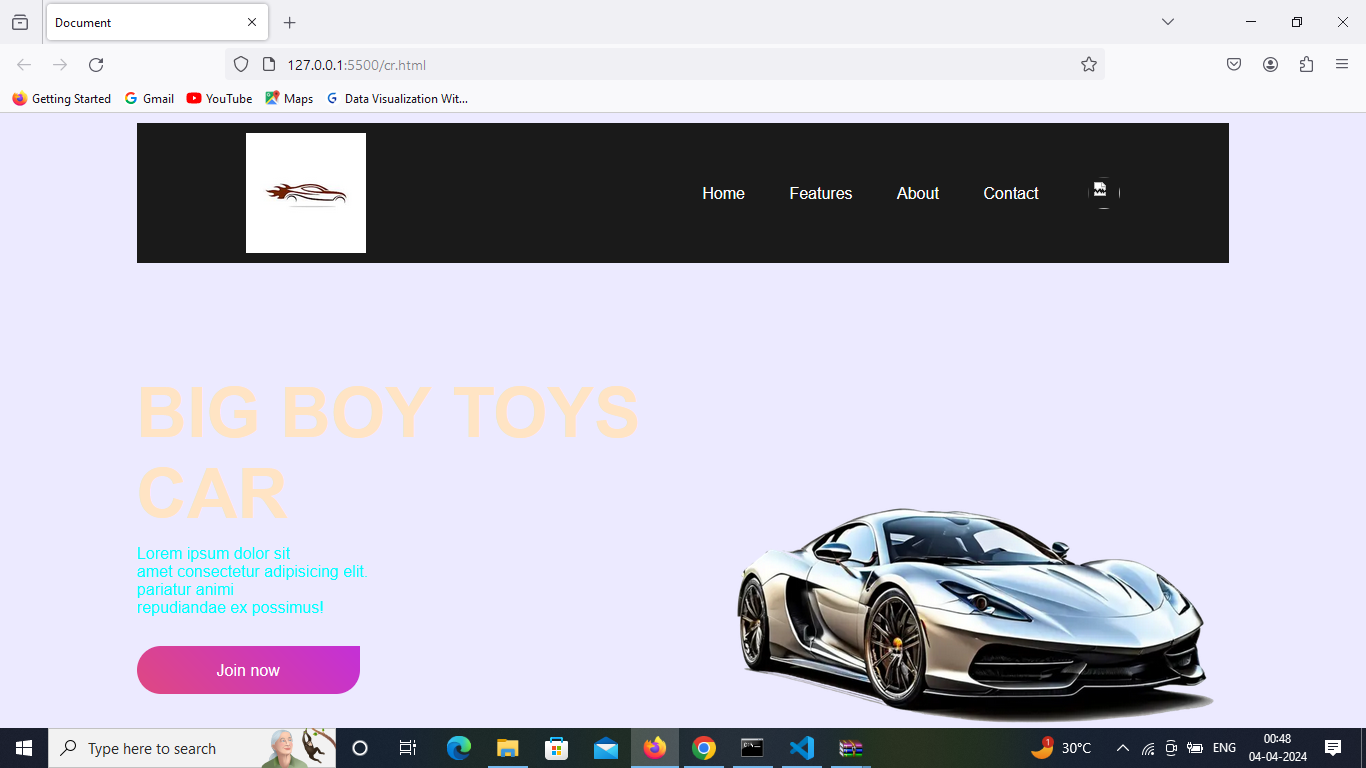 Document
127.0.0.1:5500/cr.html
Getting Started
Gmail
YouTube
Maps
Data Visualization Wit...
Home
Features
About
Contact
BIG BOY TOYS
CAR
Lorem ipsum dolor sit
amet consectetur adipisicing elit.
pariatur animi
repudiandae ex possimus!
Join now
Type here to search
1
30°C
ENG
00:48
04-04-2024